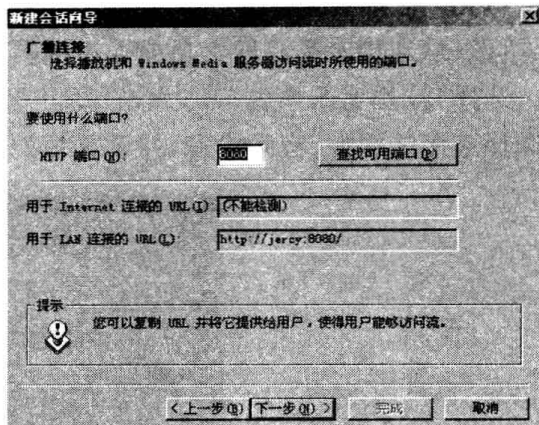 新建会话向导
广播连接
选择播放机和 Windows Media 服务器访问流时所使用的端口。
要使用什么端口?
HTTP 端口(H): 8080 查找可用端口(P)
用于 Internet 连接的 URL(I) (不能检测)
用于 LAN 连接的 URL(L): http://jercy:8080/
提示
您可以复制 URL 并将它提供给用户，使得用户能够访问流。
<上一步(B) 下一步(N) > 完成 取消